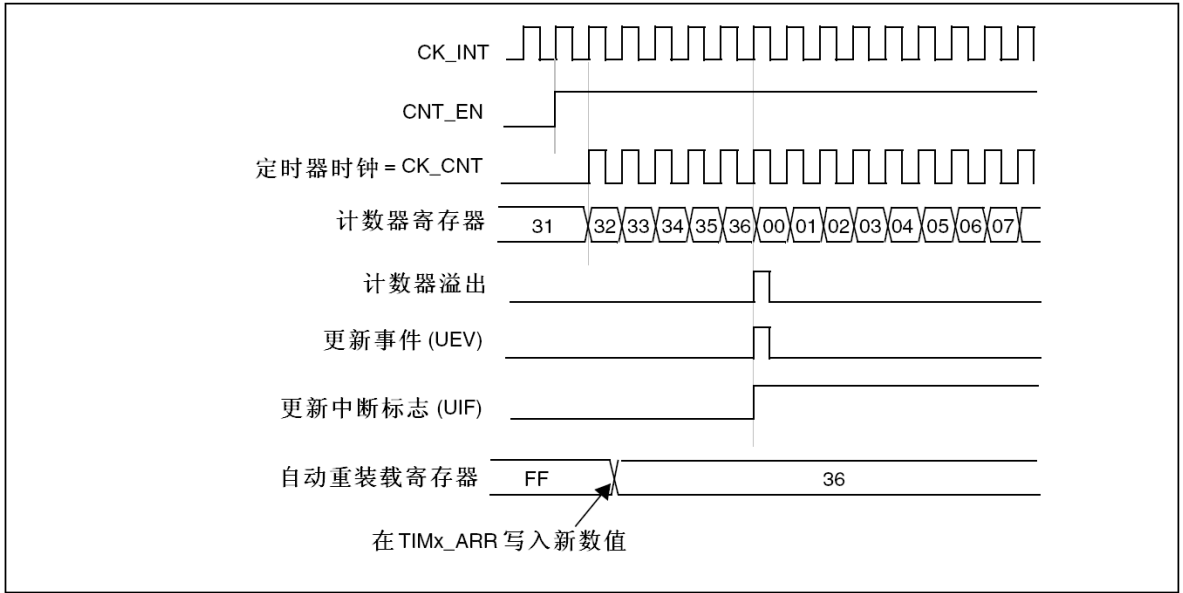 CK_INT
CNT_EN
定时器时钟 = CK_CNT
计数器寄存器 31 32 33 34 35 36 00 01 02 03 04 05 06 07
计数器溢出
更新事件 (UEV)
更新中断标志 (UIF)
自动重装载寄存器 FF 36
在 TIMx_ARR 写入新数值